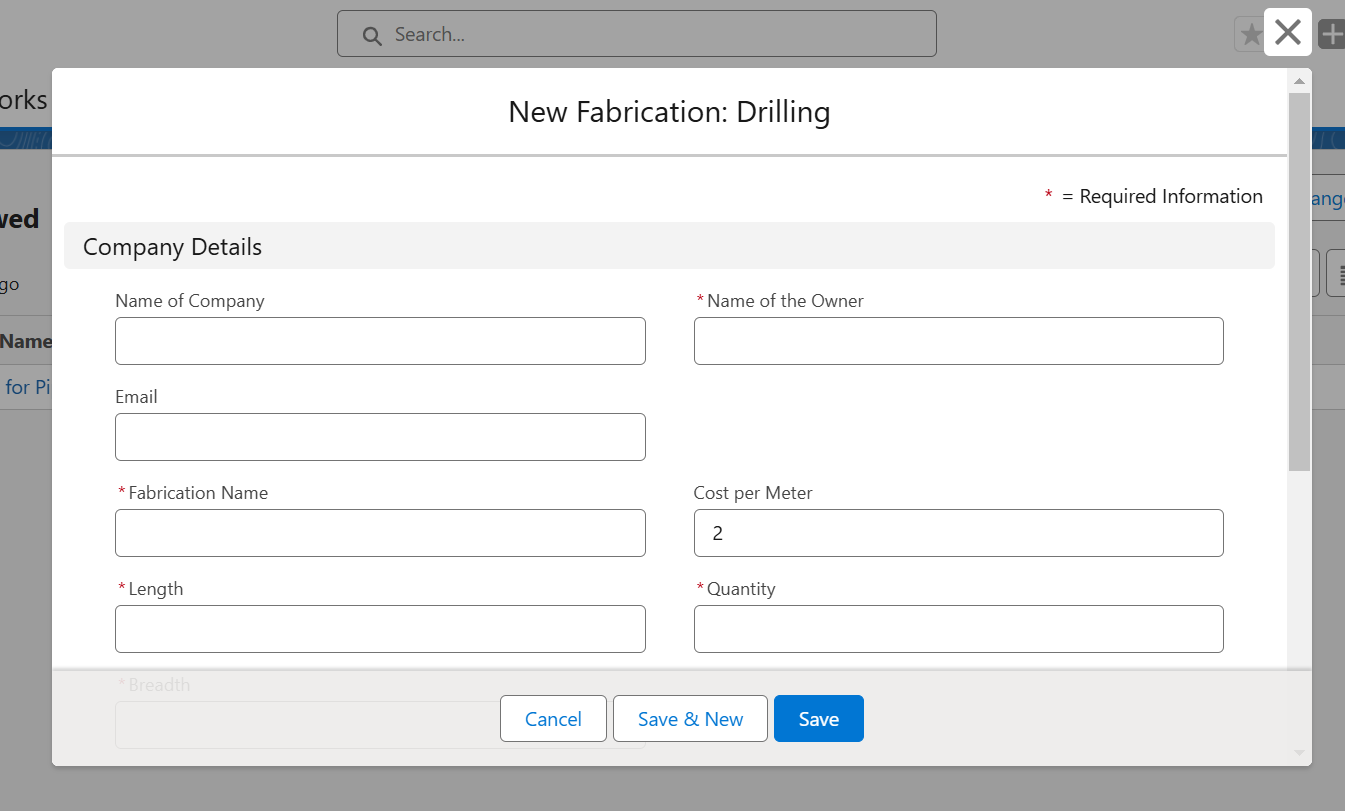 Search...
orks
New Fabrication: Drilling
* = Required Information
ang
wed
Company Details
go
Name of Company
*Name of the Owner
Name
for Pi
Email
*Fabrication Name
Cost per Meter
2
*Length
*Quantity
*Breadth
Cancel
Save & New
Save